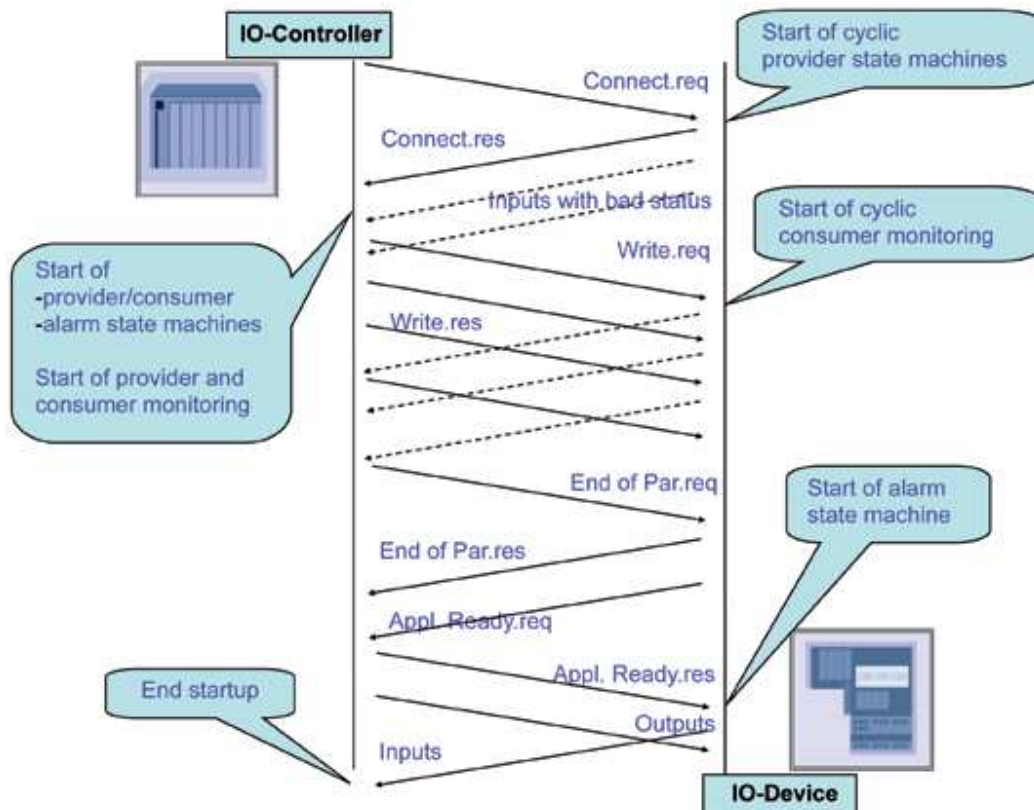 IO-Controller
Start of cyclic
provider state machines
Connect.req
Connect.res
Inputs with bad status
Start of cyclic
consumer monitoring
Write.req
Start of
-provider/consumer
-alarm state machines
Start of provider and
consumer monitoring
Write.res
End of Par.req
Start of alarm
state machine
End of Par.res
Appl. Ready.req
Appl. Ready.res
End startup
Outputs
Inputs
IO-Device